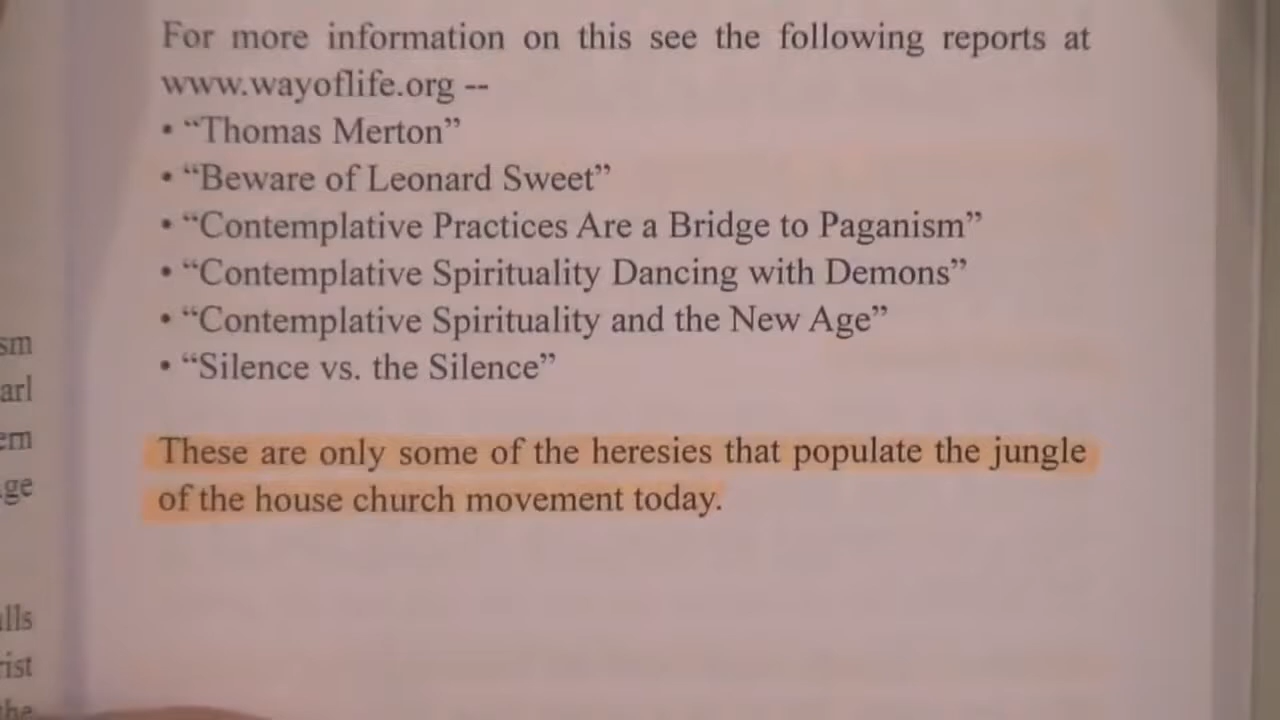 For more information on this see the following reports at
www.wayoflife.org --
• “Thomas Merton”
• “Beware of Leonard Sweet”
• “Contemplative Practices Are a Bridge to Paganism”
• “Contemplative Spirituality Dancing with Demons”
• “Contemplative Spirituality and the New Age”
• “Silence vs. the Silence”
These are only some of the heresies that populate the jungle
of the house church movement today.